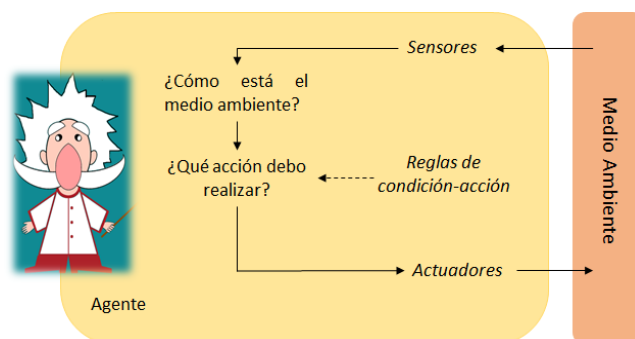 Sensores
¿Cómo está el
medio ambiente?
¿Qué acción debo
realizar?
Reglas de
condición-acción
Actuadores
Agente
Medio Ambiente